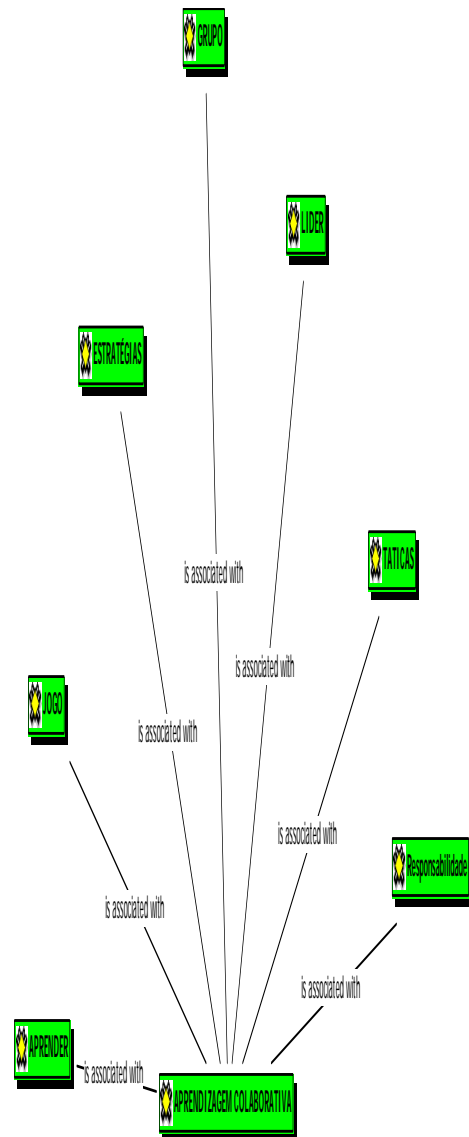 GRUPO
LIDER
ESTRATÉGIAS
TATICAS
is associated with
is associated with
JOGO
is associated with
is associated with
Responsabilidade
is associated with
is associated with
APRENDER
is associated with
APRENDIZAGEM COLABORATIVA